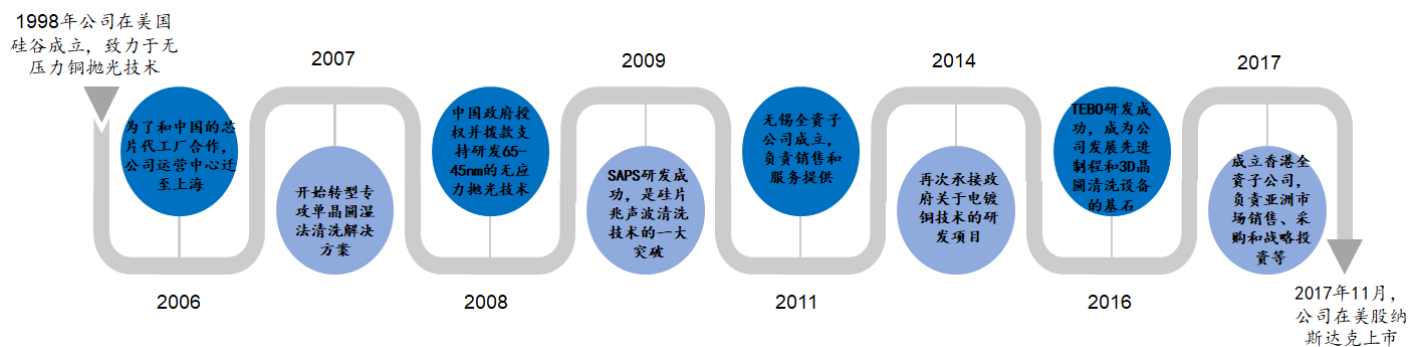 1998年公司在美国
硅谷成立，致力于无
压力铜抛光技术
2006
为了和中国的芯
片代工厂合作，
公司运营中心迁
至上海
2007
开始转型专
攻单晶圆湿
法清洗解决
方案
2008
中国政府授
权并拨款支
持研发65-
45nm的无应
力抛光技术
2009
SAPS研发成
功，是硅片
兆声波清洗
技术的一大
突破
2011
无锡全资子
公司成立，
负责销售和
服务提供
2014
再次承接政
府关于电镀
铜技术的研
发项目
2016
TEBO研发成
功，成为公
司发展先进
制程和3D晶
圆清洗设备
的基石
2017
成立香港全
资子公司，
负责亚洲市
场销售、采
购和战略投
资等
2017年11月，
公司在美股纳
斯达克上市